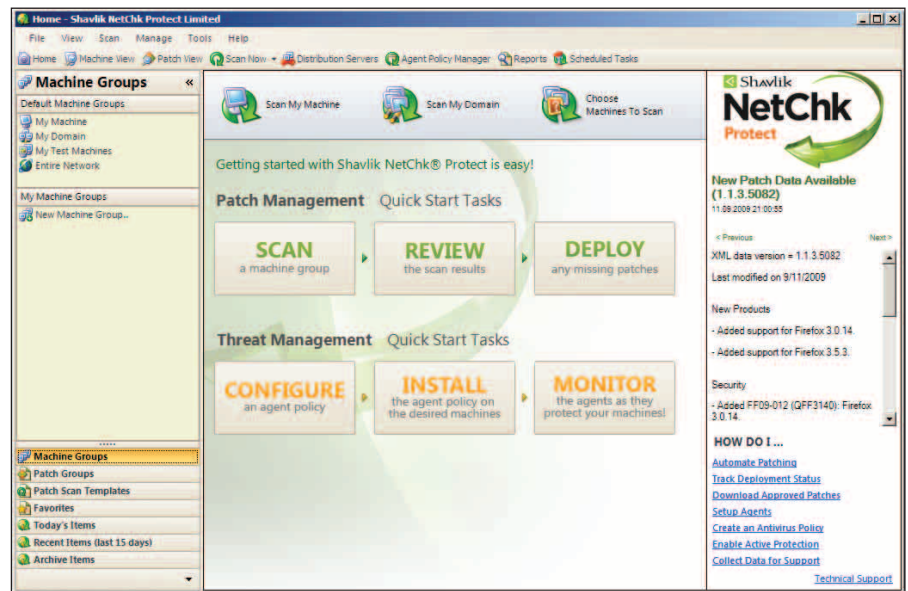 Home - Shavlik NetChk Protect Limited
File View Scan Manage Tools Help
Home Machine View Patch View Scan Now Distribution Servers Agent Policy Manager Reports Scheduled Tasks
Machine Groups «
Default Machine Groups
My Machine
My Domain
My Test Machines
Entire Network
My Machine Groups
New Machine Group...
Machine Groups
Patch Groups
Patch Scan Templates
Favorites
Today's Items
Recent Items (last 15 days)
Archive Items
Scan My Machine
Scan My Domain
Choose
Machines To Scan
Getting started with Shavlik NetChk® Protect is easy!
Patch Management Quick Start Tasks
SCAN
a machine group
REVIEW
the scan results
DEPLOY
any missing patches
Threat Management Quick Start Tasks
CONFIGURE
an agent policy
INSTALL
the agent policy on
the desired machines
MONITOR
the agents as they
protect your machines!
Shavlik
NetChk
Protect
New Patch Data Available
(1.1.3.5082)
11.09.2009 21:00:55
< Previous Next >
XML data version = 1.1.3.5082
Last modified on 9/11/2009
New Products
- Added support for Firefox 3.0.14.
- Added support for Firefox 3.5.3.
Security
- Added FF09-012 (QFF3140): Firefox
3.0.14.
HOW DO I ...
Automate Patching
Track Deployment Status
Download Approved Patches
Setup Agents
Create an Antivirus Policy
Enable Active Protection
Collect Data for Support
Technical Support